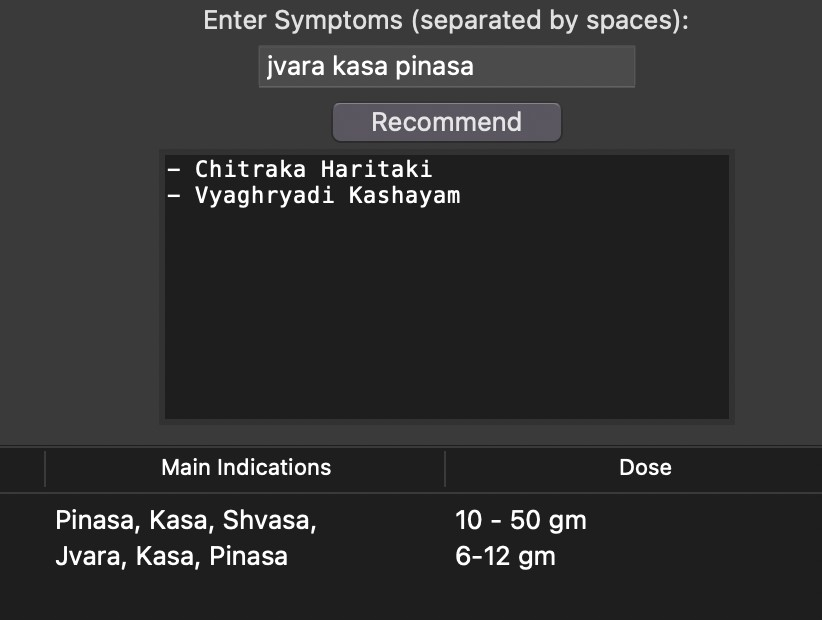 Enter Symptoms (separated by spaces):
jvara kasa pinasa
Recommend
– Chitraka Haritaki
– Vyaghryadi Kashayam
Main Indications Dose
Pinasa, Kasa, Shvasa, 10 - 50 gm
Jvara, Kasa, Pinasa 6-12 gm